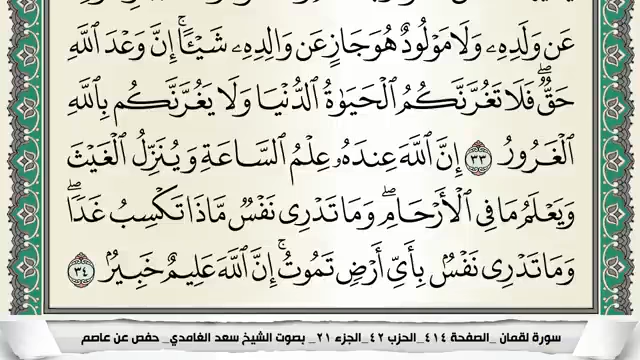 عَن وَلَدِهِۦ وَلَا مَوْلُودٌ هُوَ جَازٍ عَن وَالِدِهِۦ شَيْـًٔا ۚ إِنَّ وَعْدَ ٱللَّهِ
حَقٌّ ۖ فَلَا تَغُرَّنَّكُمُ ٱلْحَيَوٰةُ ٱلدُّنْيَا وَلَا يَغُرَّنَّكُم بِٱللَّهِ
ٱلْغَرُورُ ٣٣ إِنَّ ٱللَّهَ عِندَهُۥ عِلْمُ ٱلسَّاعَةِ وَيُنَزِّلُ ٱلْغَيْثَ
وَيَعْلَمُ مَا فِى ٱلْأَرْحَامِ ۖ وَمَا تَدْرِى نَفْسٌ مَّاذَا تَكْسِبُ غَدًا ۖ
وَمَا تَدْرِى نَفْسٌۢ بِأَىِّ أَرْضٍ تَمُوتُ ۚ إِنَّ ٱللَّهَ عَلِيمٌ خَبِيرٌۢ ٣٤
سورة لقمان _الصفحة ٤١٤_الحزب ٤٢_الجزء ٢١_ بصوت الشيخ سعد الغامدي_ حفص عن عاصم